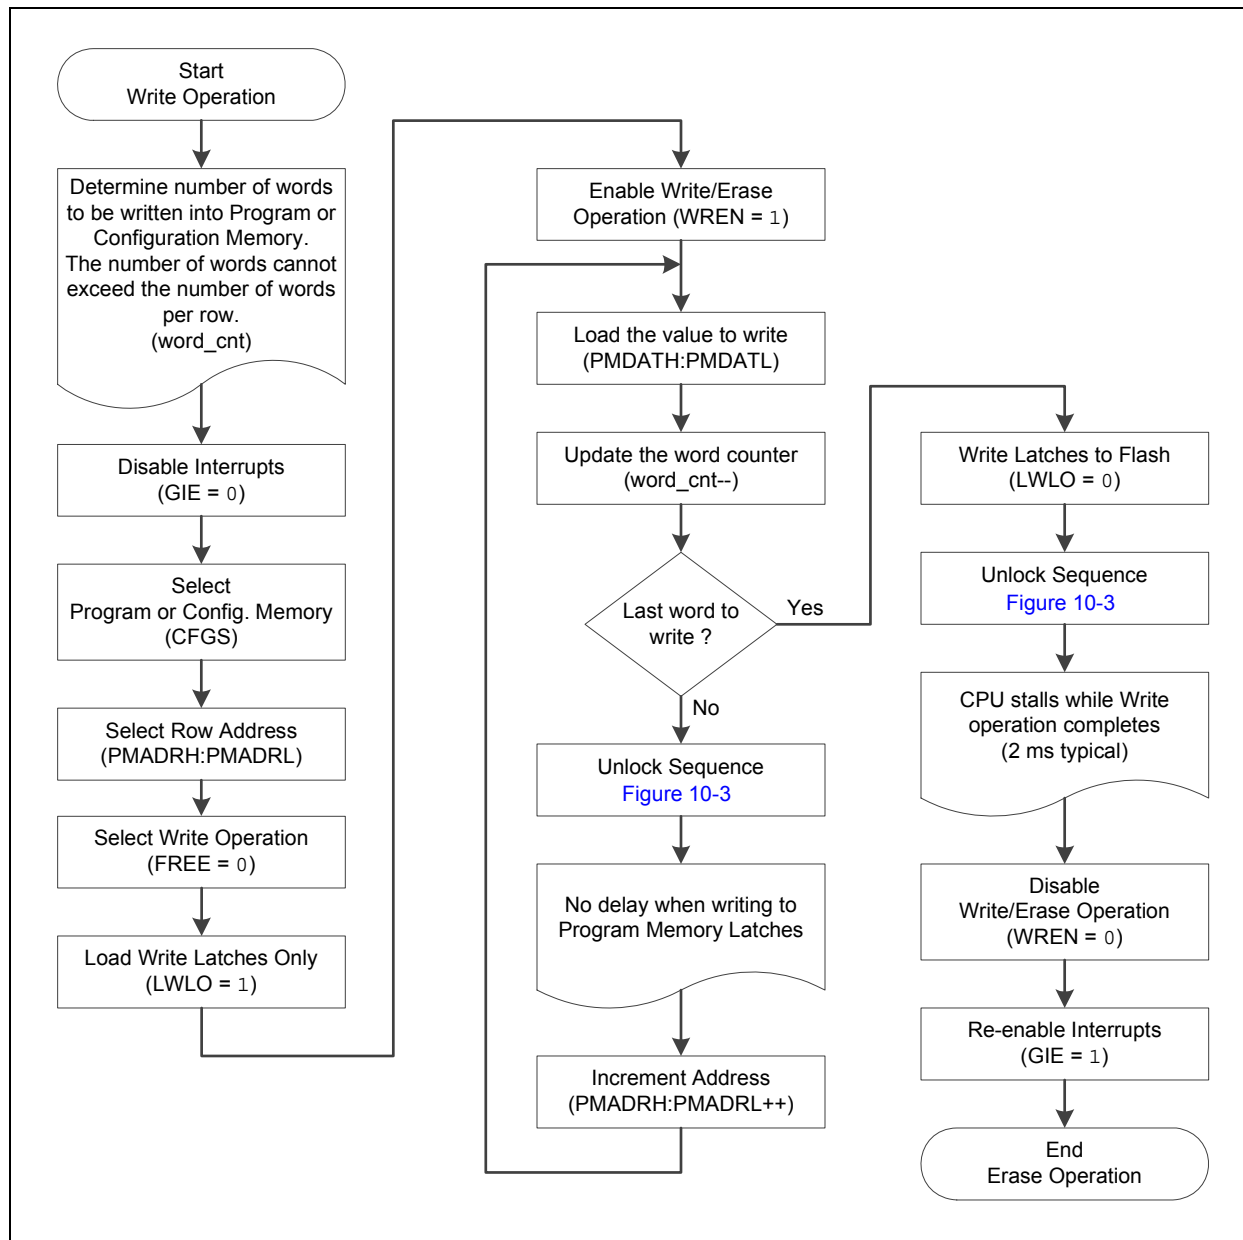 Start
Write Operation
Determine number of words
to be written into Program or
Configuration Memory.
The number of words cannot
exceed the number of words
per row.
(word_cnt)
Disable Interrupts
(GIE = 0)
Select
Program or Config. Memory
(CFGS)
Select Row Address
(PMADRH:PMADRL)
Select Write Operation
(FREE = 0)
Load Write Latches Only
(LWLO = 1)
Enable Write/Erase
Operation (WREN = 1)
Load the value to write
(PMDATH:PMDATL)
Update the word counter
(word_cnt--)
Last word to
write ?
Yes
No
Unlock Sequence
Figure 10-3
No delay when writing to
Program Memory Latches
Increment Address
(PMADRH:PMADRL++)
Write Latches to Flash
(LWLO = 0)
Unlock Sequence
Figure 10-3
CPU stalls while Write
operation completes
(2 ms typical)
Disable
Write/Erase Operation
(WREN = 0)
Re-enable Interrupts
(GIE = 1)
End
Erase Operation